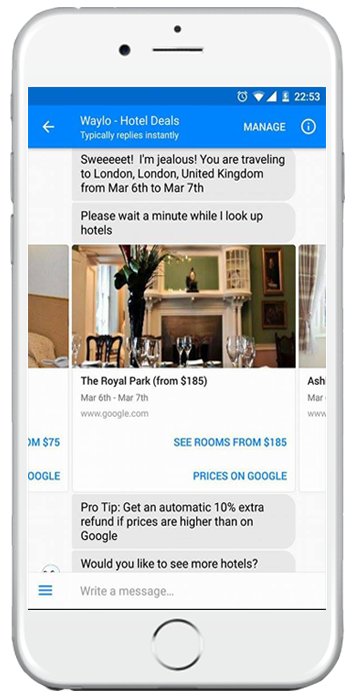 22:53
Waylo - Hotel Deals
Typically replies instantly
MANAGE
Sweeeeet! I'm jealous! You are traveling
to London, London, United Kingdom
from Mar 6th to Mar 7th
Please wait a minute while I look up
hotels
The Royal Park (from $185)
Mar 6th - Mar 7th
www.google.com
SEE ROOMS FROM $185
PRICES ON GOOGLE
OM $75
OOGLE
Ashl
Mar
www
Pro Tip: Get an automatic 10% extra
refund if prices are higher than on
Google
Would you like to see more hotels?
Write a message...